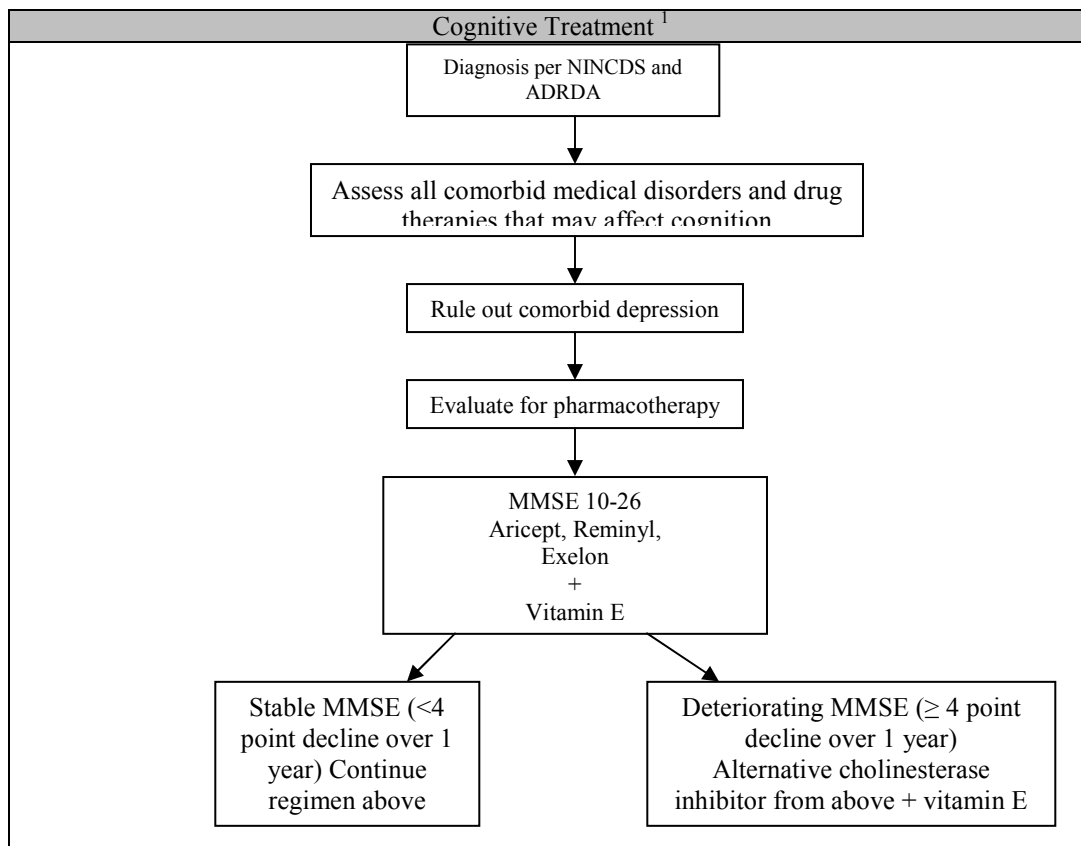 Cognitive Treatment 1
Diagnosis per NINCDS and
ADRDA
Assess all comorbid medical disorders and drug
therapies that may affect cognition
Rule out comorbid depression
Evaluate for pharmacotherapy
MMSE 10-26
Aricept, Reminyl,
Exelon
+
Vitamin E
Stable MMSE (<4
point decline over 1
year) Continue
regimen above
Deteriorating MMSE (≥ 4 point
decline over 1 year)
Alternative cholinesterase
inhibitor from above + vitamin E